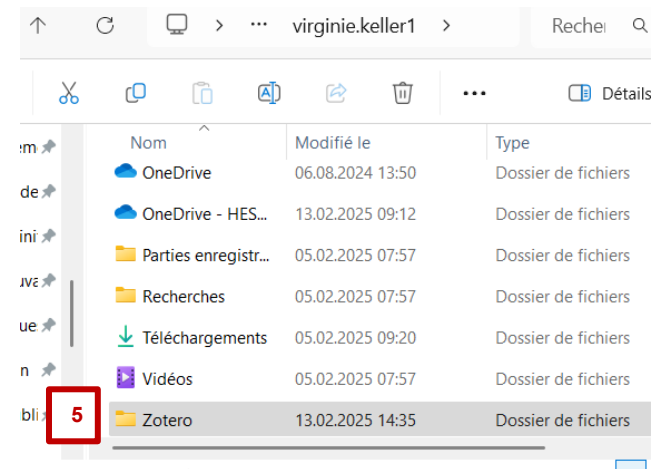 virginie.keller1
Détails
Nom Modifié le Type
OneDrive 06.08.2024 13:50 Dossier de fichiers
OneDrive - HES... 13.02.2025 09:12 Dossier de fichiers
Parties enregistr... 05.02.2025 07:57 Dossier de fichiers
Recherches 05.02.2025 07:57 Dossier de fichiers
Téléchargements 05.02.2025 09:20 Dossier de fichiers
Vidéos 05.02.2025 07:57 Dossier de fichiers
5 Zotero 13.02.2025 14:35 Dossier de fichiers